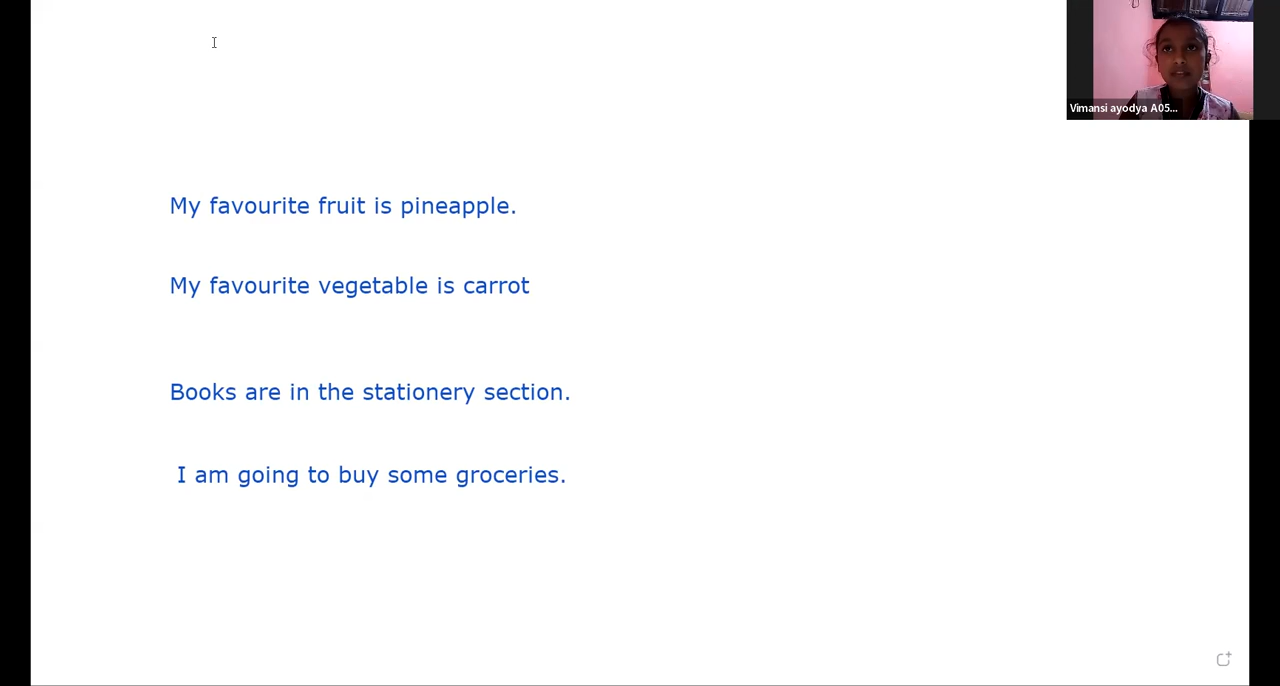 Vimansi ayodya A05...
My favourite fruit is pineapple.
My favourite vegetable is carrot
Books are in the stationery section.
I am going to buy some groceries.